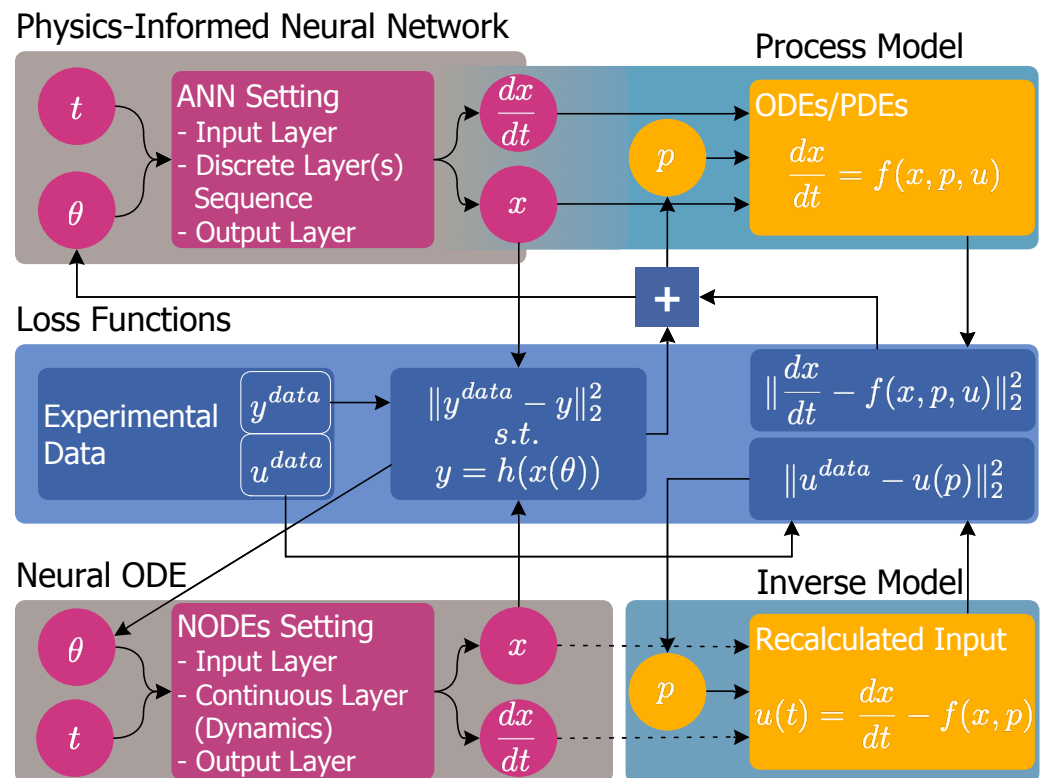 Physics-Informed Neural Network
Process Model
t
θ
ANN Setting
- Input Layer
- Discrete Layer(s)
Sequence
- Output Layer
dx/dt
x
p
ODEs/PDEs
dx/dt = f(x, p, u)
+
Loss Functions
Experimental
Data
y^{data}
u^{data}
‖y^{data} − y‖_2^2
s.t.
y = h(x(θ))
‖dx/dt − f(x, p, u)‖_2^2
‖u^{data} − u(p)‖_2^2
Neural ODE
Inverse Model
θ
t
NODEs Setting
- Input Layer
- Continuous Layer
(Dynamics)
- Output Layer
x
dx/dt
p
Recalculated Input
u(t) = dx/dt − f(x, p)